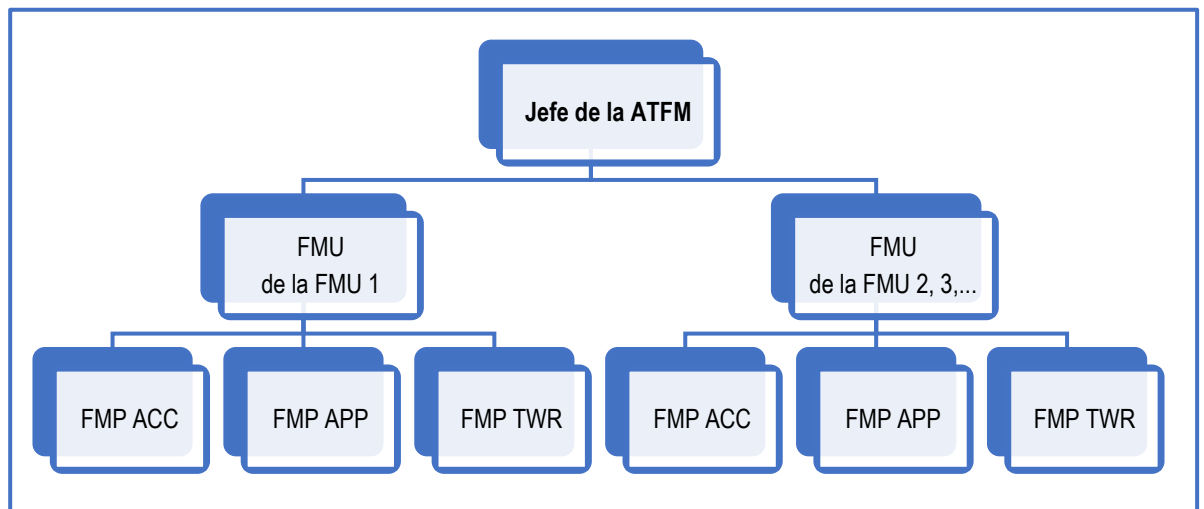 Jefe de la ATFM
FMU
de la FMU 1
FMU
de la FMU 2, 3,...
FMP ACC
FMP APP
FMP TWR
FMP ACC
FMP APP
FMP TWR